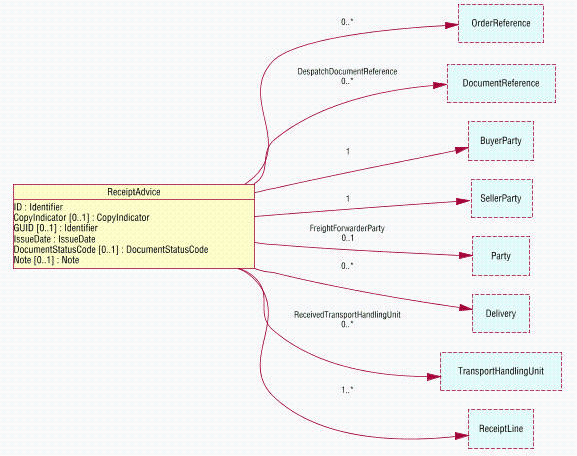 0..*
OrderReference
DespatchDocumentReference
0..*
DocumentReference
1
BuyerParty
ReceiptAdvice
ID : Identifier
CopyIndicator [0..1] : CopyIndicator
GUID [0..1] : Identifier
IssueDate : IssueDate
DocumentStatusCode [0..1] : DocumentStatusCode
Note [0..1] : Note
1
SellerParty
FreightForwarderParty
0..1
Party
0..*
Delivery
ReceivedTransportHandlingUnit
0..*
TransportHandlingUnit
1..*
ReceiptLine